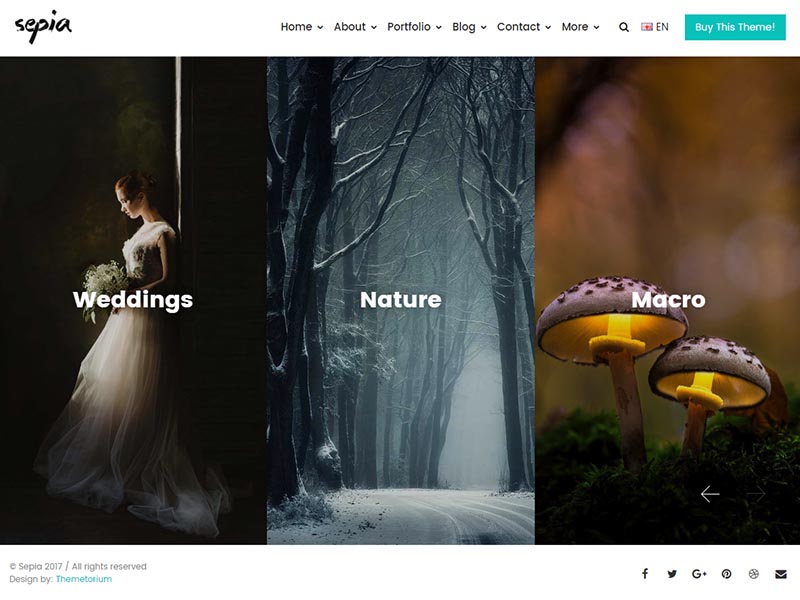 sepia
Home About Portfolio Blog Contact More EN Buy This Theme!
Weddings Nature Macro
© Sepia 2017 / All rights reserved
Design by: Themetorium